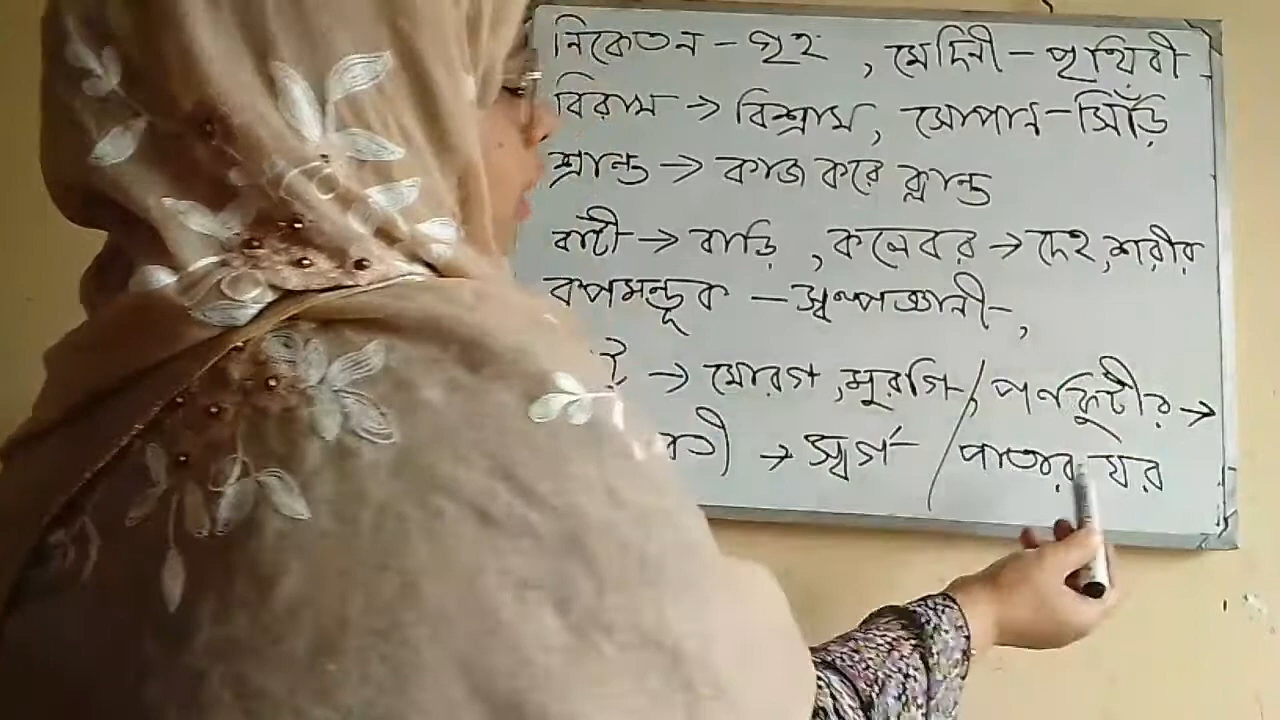 নিকেতন - গৃহ , মেদিনী - পৃথিবী
বিরাম → বিশ্রাম, সোপান - সিঁড়ি
শ্রান্ত → কাজ করে ক্লান্ত
বাটী → বাড়ি , কলেবর → দেহ, শরীর
কূপমন্ডূক - স্বল্পজ্ঞানী,
→ মোরগ, মুরগি / পর্ণকুটীর →
→ স্বর্গ / পাতার ঘর